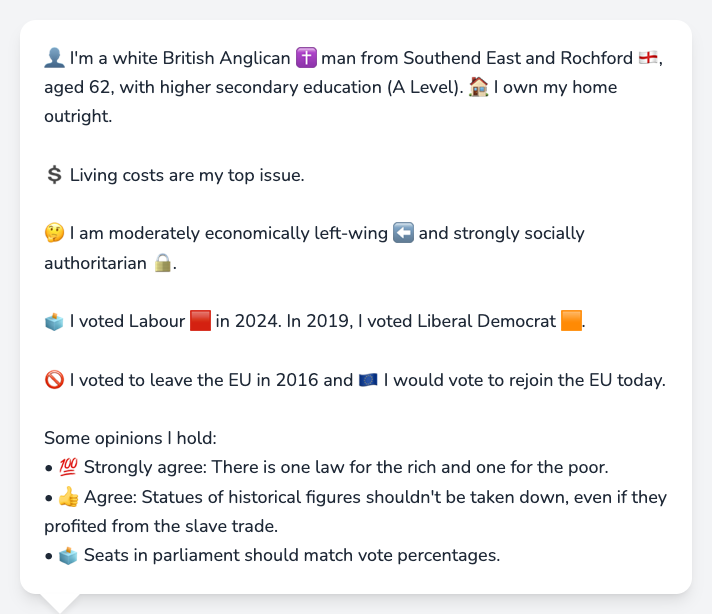 👤 I'm a white British Anglican ✝️ man from Southend East and Rochford 🏴󠁧󠁢󠁥󠁮󠁧󠁿,
aged 62, with higher secondary education (A Level). 🏠 I own my home
outright.
💲 Living costs are my top issue.
🤔 I am moderately economically left-wing ⬅️ and strongly socially
authoritarian 🔒.
🗳️ I voted Labour 🟥 in 2024. In 2019, I voted Liberal Democrat 🟧.
🚫 I voted to leave the EU in 2016 and 🇪🇺 I would vote to rejoin the EU today.
Some opinions I hold:
• 💯 Strongly agree: There is one law for the rich and one for the poor.
• 👍 Agree: Statues of historical figures shouldn't be taken down, even if they
profited from the slave trade.
• 🗳️ Seats in parliament should match vote percentages.